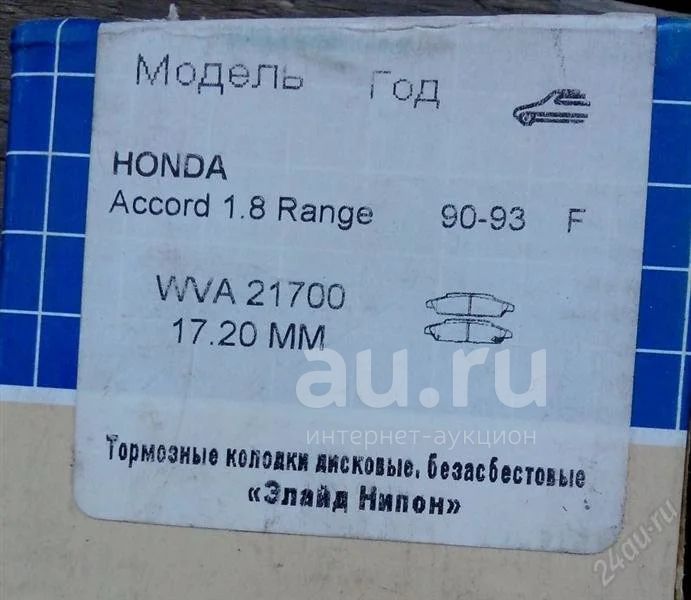 Модель Год
HONDA
Accord 1.8 Range 90-93 F
WVA 21700
17.20 MM
au.ru
интернет-аукцион
Тормозные колодки дисковые, безасбестовые
«Элайд Нипон»
24au.ru